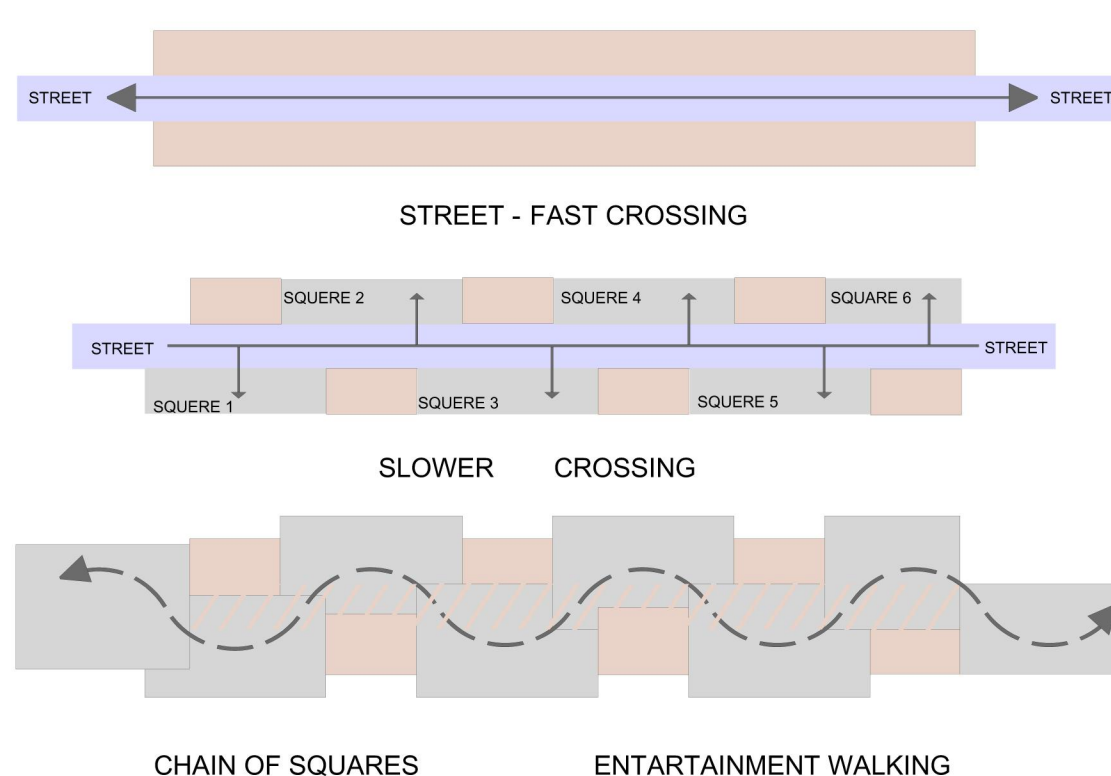 STREET STREET
STREET - FAST CROSSING
SQUERE 2 SQUERE 4 SQUARE 6
STREET STREET
SQUERE 1 SQUERE 3 SQUERE 5
SLOWER CROSSING
CHAIN OF SQUARES ENTARTAINMENT WALKING